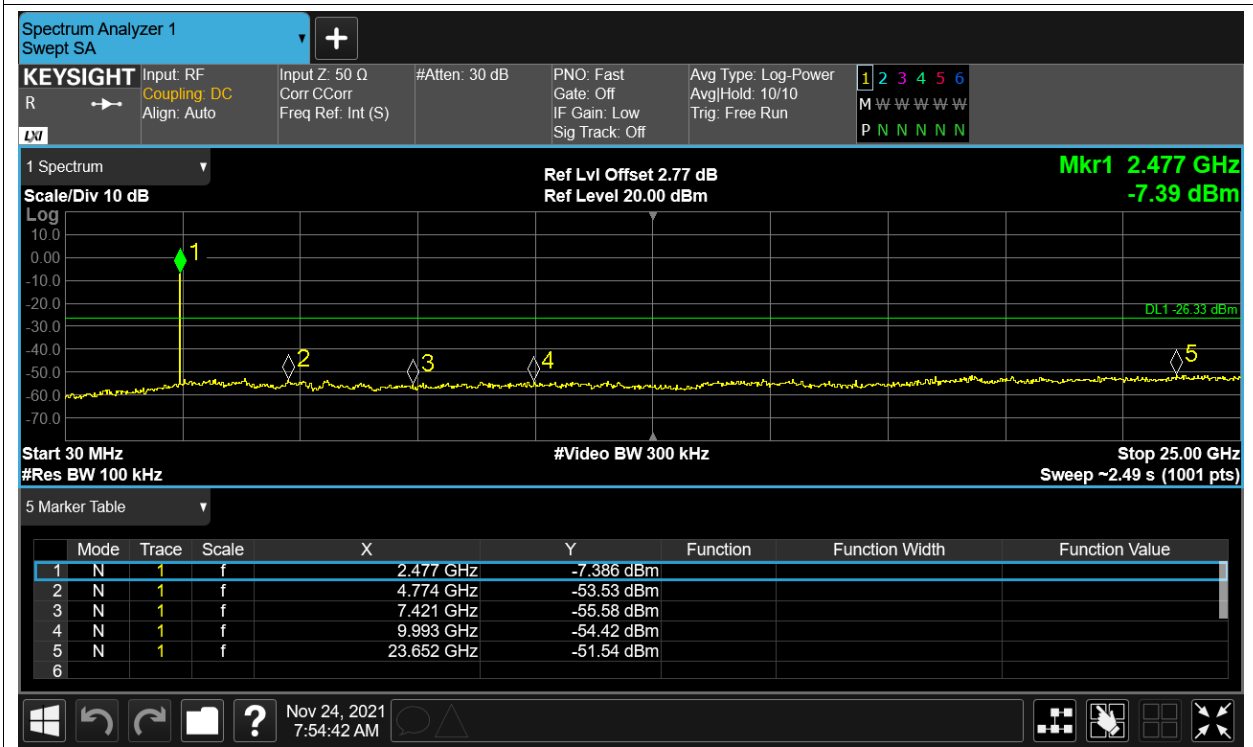 Spectrum Analyzer 1
Swept SA
KEYSIGHT
R
LXI
Input: RF
Coupling: DC
Align: Auto
Input Z: 50 Ω
Corr CCorr
Freq Ref: Int (S)
#Atten: 30 dB
PNO: Fast
Gate: Off
IF Gain: Low
Sig Track: Off
Avg Type: Log-Power
Avg|Hold: 10/10
Trig: Free Run
1 2 3 4 5 6
M W W W W W
P N N N N N
1 Spectrum
Scale/Div 10 dB
Ref Lvl Offset 2.77 dB
Ref Level 20.00 dBm
Mkr1 2.477 GHz
-7.39 dBm
Log
10.0
0.00
-10.0
-20.0
-30.0
-40.0
-50.0
-60.0
-70.0
1
2
3
4
5
DL1 -26.33 dBm
Start 30 MHz
#Video BW 300 kHz
Stop 25.00 GHz
#Res BW 100 kHz
Sweep ~2.49 s (1001 pts)
5 Marker Table
Mode Trace Scale X Y Function Function Width Function Value
1 N 1 f 2.477 GHz -7.386 dBm
2 N 1 f 4.774 GHz -53.53 dBm
3 N 1 f 7.421 GHz -55.58 dBm
4 N 1 f 9.993 GHz -54.42 dBm
5 N 1 f 23.652 GHz -51.54 dBm
6
?
Nov 24, 2021
7:54:42 AM